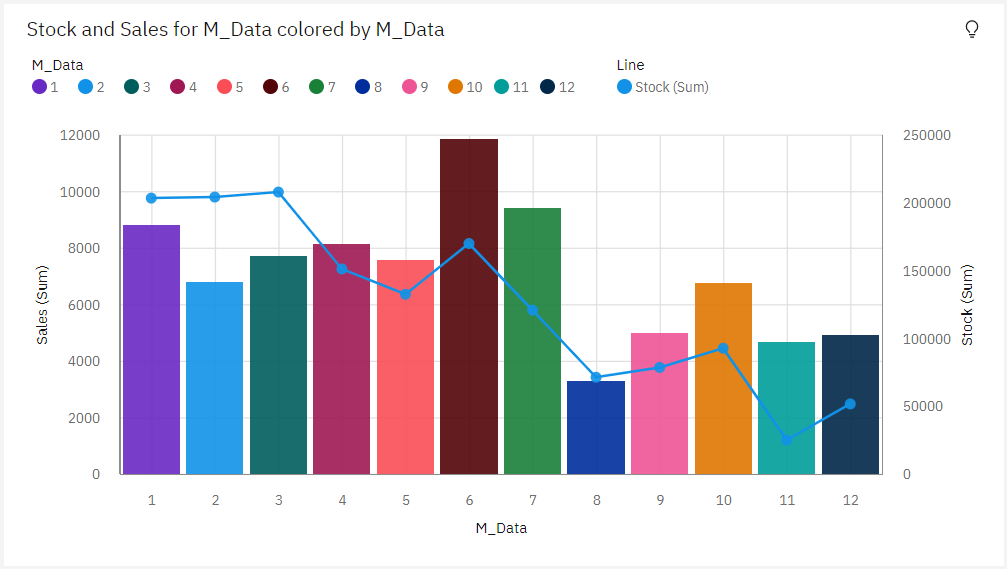 Stock and Sales for M_Data colored by M_Data
M_Data
1 2 3 4 5 6 7 8 9 10 11 12
Line
Stock (Sum)
12000
10000
8000
6000
4000
2000
0
Sales (Sum)
250000
200000
150000
100000
50000
0
Stock (Sum)
1 2 3 4 5 6 7 8 9 10 11 12
M_Data